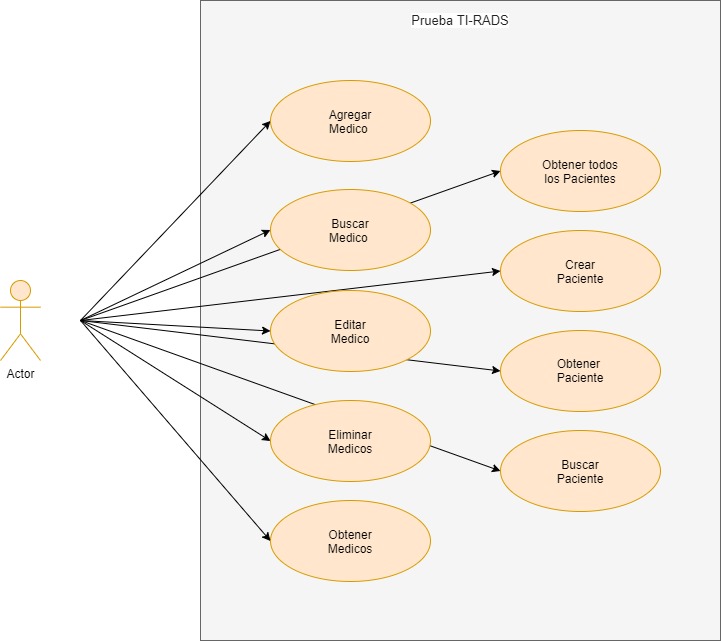 Prueba TI-RADS
Agregar
Medico
Obtener todos
los Pacientes
Buscar
Medico
Crear
Paciente
Editar
Medico
Obtener
Paciente
Actor
Eliminar
Medicos
Buscar
Paciente
Obtener
Medicos